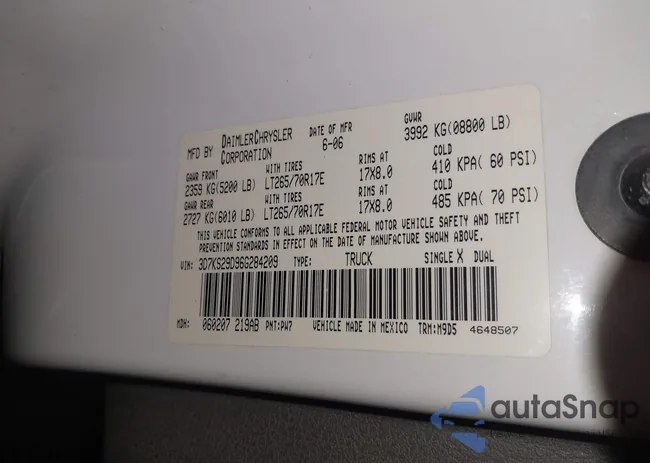 MFD BY DAIMLERCHRYSLER CORPORATION DATE OF MFR 6-06 GVWR 3992 KG(08800 LB)
GAWR FRONT WITH TIRES RIMS AT COLD
2359 KG(5200 LB) LT265/70R17E 17X8.0 410 KPA( 60 PSI)
GAWR REAR WITH TIRES RIMS AT COLD
2727 KG(6010 LB) LT265/70R17E 17X8.0 485 KPA( 70 PSI)
THIS VEHICLE CONFORMS TO ALL APPLICABLE FEDERAL MOTOR VEHICLE SAFETY AND THEFT
PREVENTION STANDARDS IN EFFECT ON THE DATE OF MANUFACTURE SHOWN ABOVE.
VIN: 3D7KS29D96G284209 TYPE: TRUCK SINGLE X DUAL
MDH: 060207 219AB PNT:PW7 VEHICLE MADE IN MEXICO TRM:M9D5 4648507
autoSnap